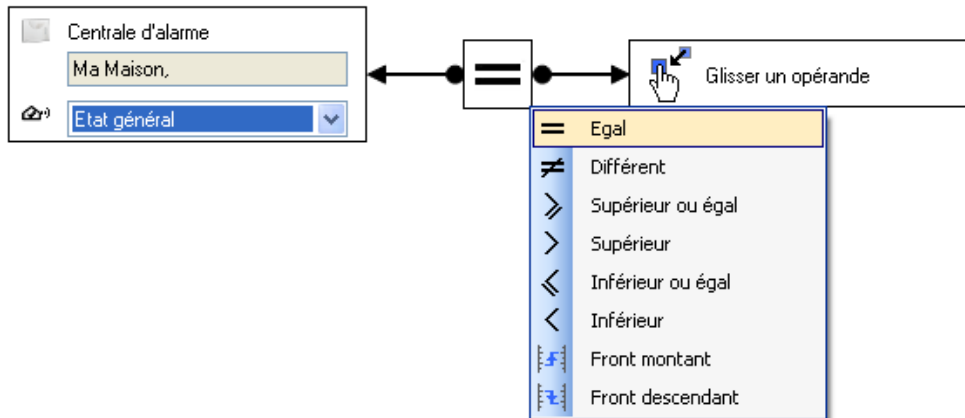 Centrale d'alarme
Ma Maison,
Etat général
Glisser un opérande
Egal
Différent
Supérieur ou égal
Supérieur
Inférieur ou égal
Inférieur
Front montant
Front descendant